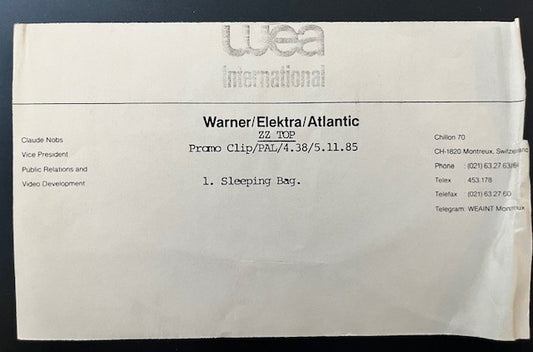 wea
International
Warner/Elektra/Atlantic
ZZ TOP
Promo Clip/PAL/4.38/5.11.85
1. Sleeping Bag.
Claude Nobs
Vice President
Public Relations and
Video Development
Chillon 70
CH-1820 Montreux, Switzerland
Phone (021) 63.27.63/64
Telex 453.178
Telefax (021) 63 27 60
Telegram: WEAINT Montreux